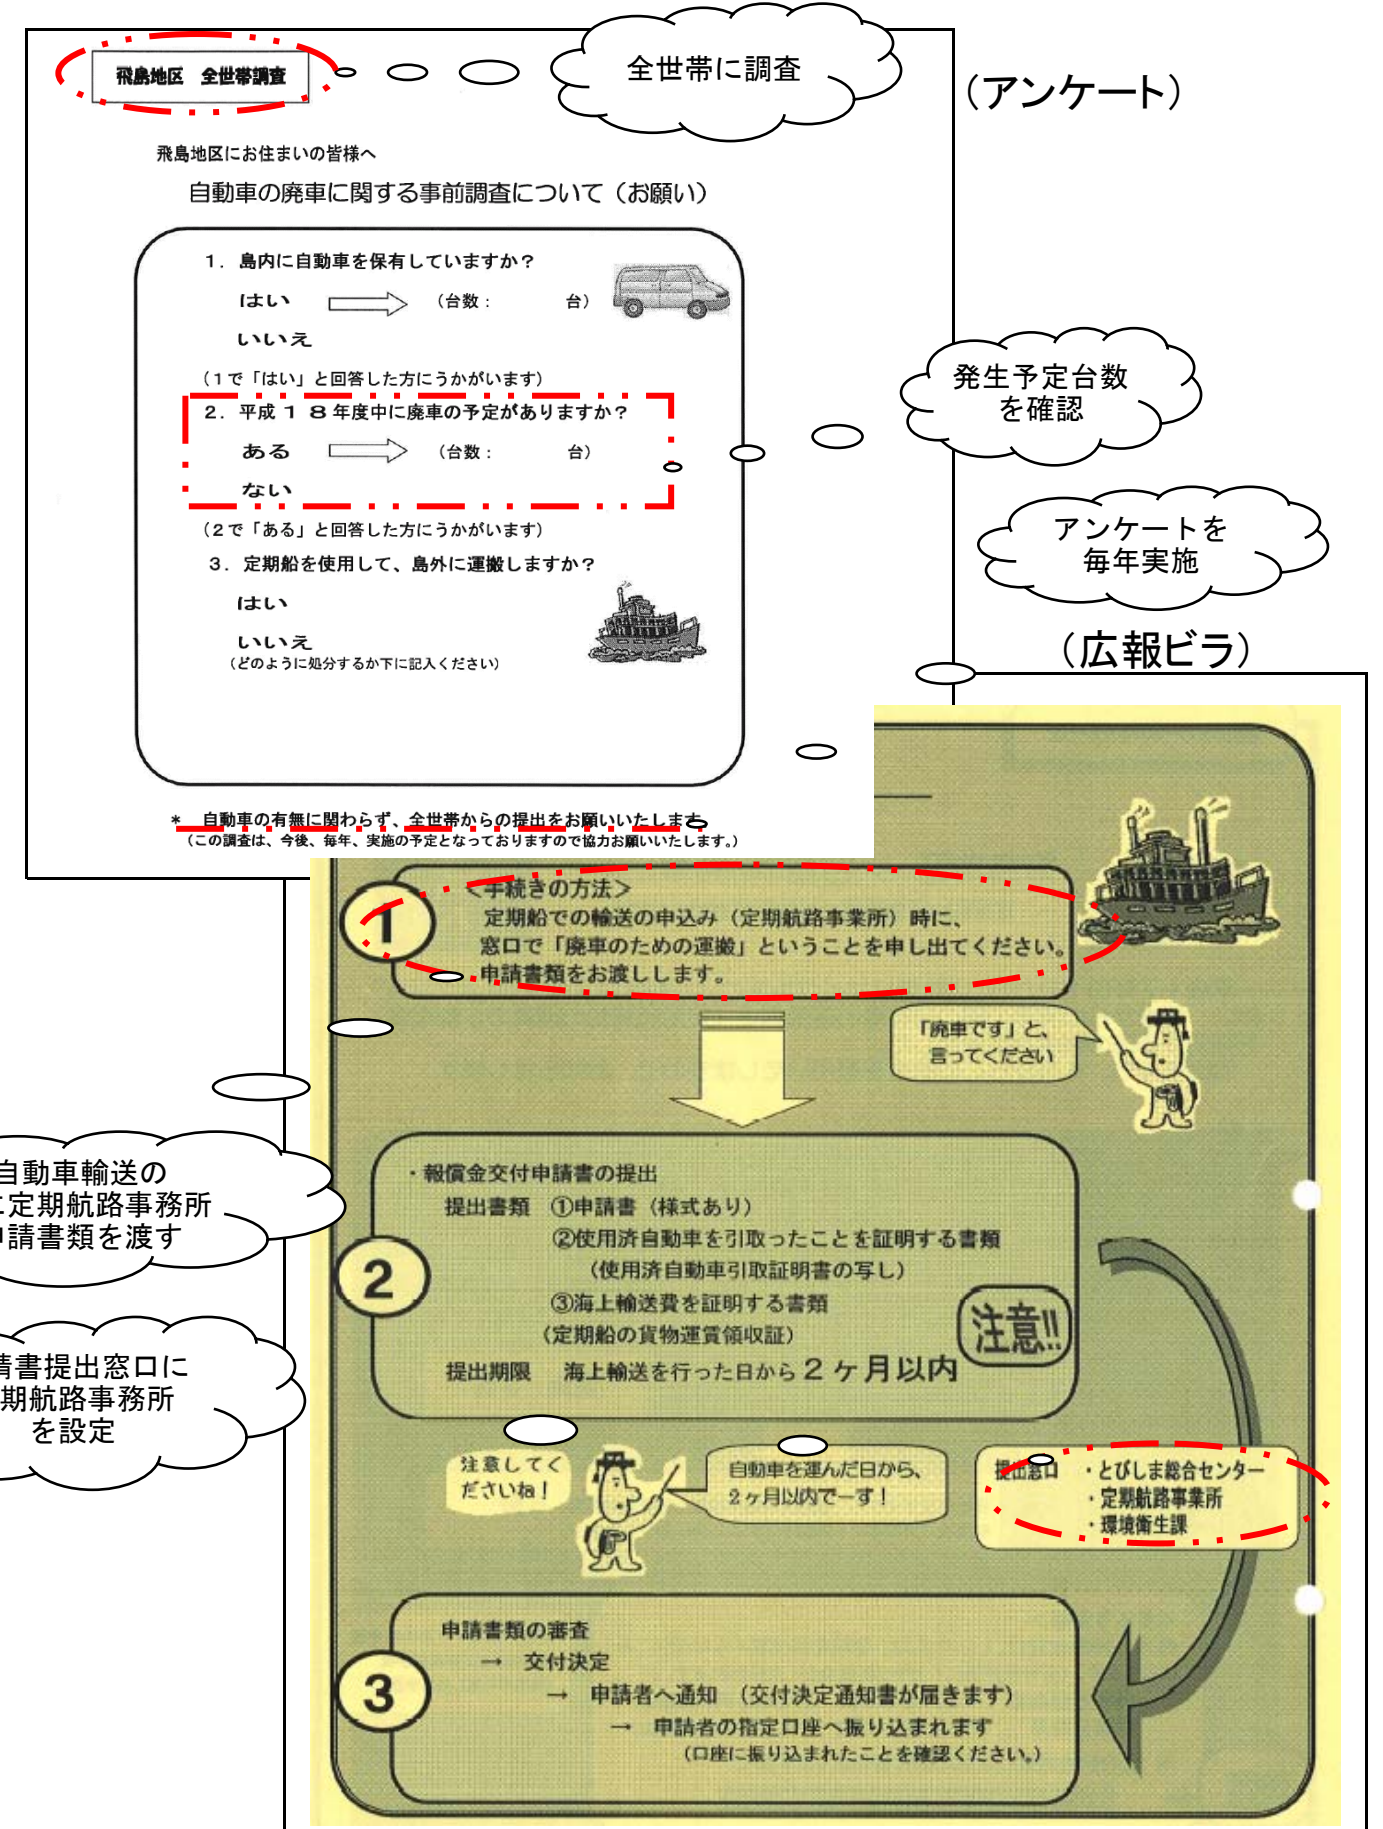 飛島地区　全世帯調査
全世帯に調査
（アンケート）
飛島地区にお住まいの皆様へ
自動車の廃車に関する事前調査について（お願い）
１．島内に自動車を保有していますか？
はい　（台数：　　　台）
いいえ
（１で「はい」と回答した方にうかがいます）
２．平成１８年度中に廃車の予定がありますか？
ある　（台数：　　　台）
ない
（２で「ある」と回答した方にうかがいます）
３．定期船を使用して、島外に運搬しますか？
はい
いいえ
（どのように処分するか下に記入ください）
＊　自動車の有無に関わらず、全世帯からの提出をお願いいたします
（この調査は、今後、毎年、実施の予定となっておりますので協力お願いいたします。）
発生予定台数
を確認
アンケートを
毎年実施
（広報ビラ）
1
＜手続きの方法＞
定期船での輸送の申込み（定期航路事業所）時に、
窓口で「廃車のための運搬」ということを申し出てください。
申請書類をお渡しします。
「廃車です」と、
言ってください
自動車輸送の
に定期航路事務所
申請書類を渡す
2
・報償金交付申請書の提出
提出書類　①申請書（様式あり）
②使用済自動車を引取ったことを証明する書類
（使用済自動車引取証明書の写し）
③海上輸送費を証明する書類
（定期船の貨物運賃領収証）
提出期限　海上輸送を行った日から２ヶ月以内
注意!!
請書提出窓口に
期航路事務所
を設定
注意してく
ださいね！
自動車を運んだ日から、
２ヶ月以内でーす！
提出窓口　・とびしま総合センター
・定期航路事業所
・環境衛生課
3
申請書類の審査
→　交付決定
→　申請者へ通知　（交付決定通知書が届きます）
→　申請者の指定口座へ振り込まれます
（口座に振り込まれたことを確認ください。）